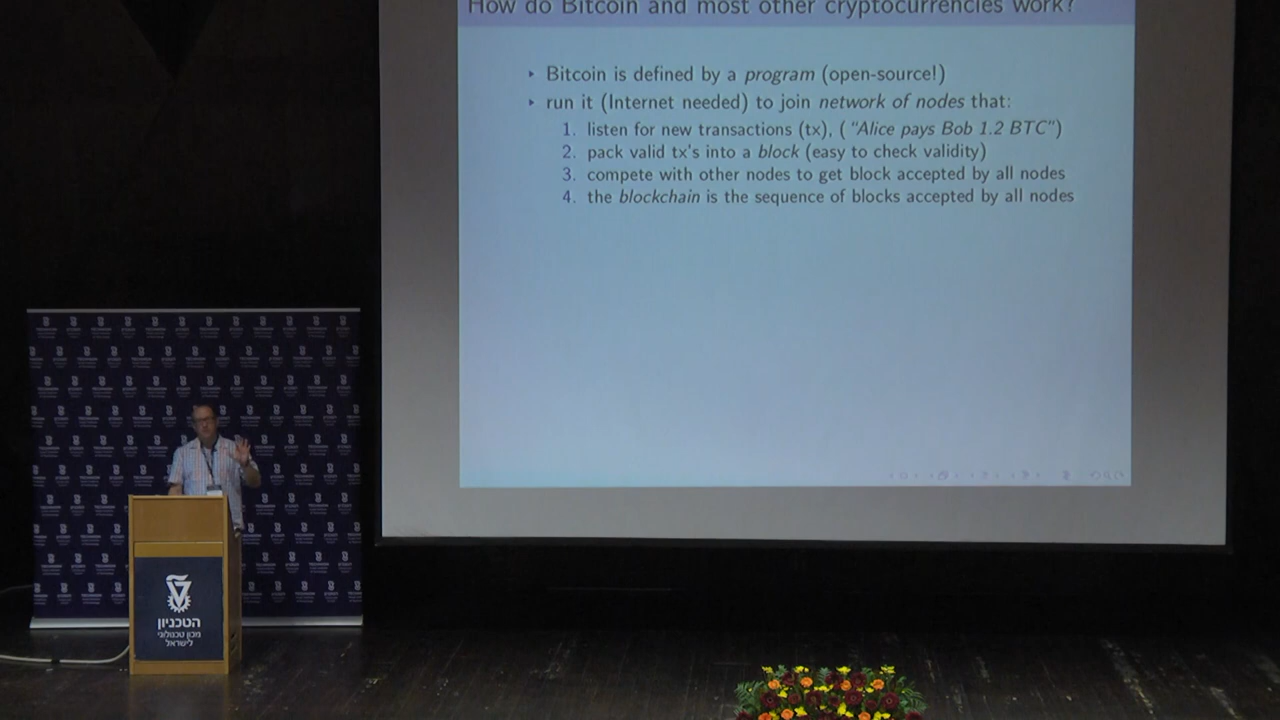 How do Bitcoin and most other cryptocurrencies work?
Bitcoin is defined by a program (open-source!)
run it (Internet needed) to join network of nodes that:
1. listen for new transactions (tx), ( "Alice pays Bob 1.2 BTC")
2. pack valid tx's into a block (easy to check validity)
3. compete with other nodes to get block accepted by all nodes
4. the blockchain is the sequence of blocks accepted by all nodes
הטכניון
מכון טכנולוגי
לישראל